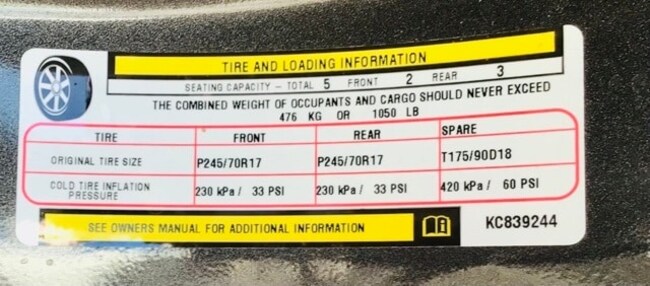 TIRE AND LOADING INFORMATION
SEATING CAPACITY – TOTAL 5 FRONT 2 REAR 3
THE COMBINED WEIGHT OF OCCUPANTS AND CARGO SHOULD NEVER EXCEED
476 KG OR 1050 LB
TIRE FRONT REAR SPARE
ORIGINAL TIRE SIZE P245/70R17 P245/70R17 T175/90D18
COLD TIRE INFLATION PRESSURE 230 kPa / 33 PSI 230 kPa / 33 PSI 420 kPa / 60 PSI
SEE OWNERS MANUAL FOR ADDITIONAL INFORMATION KC839244